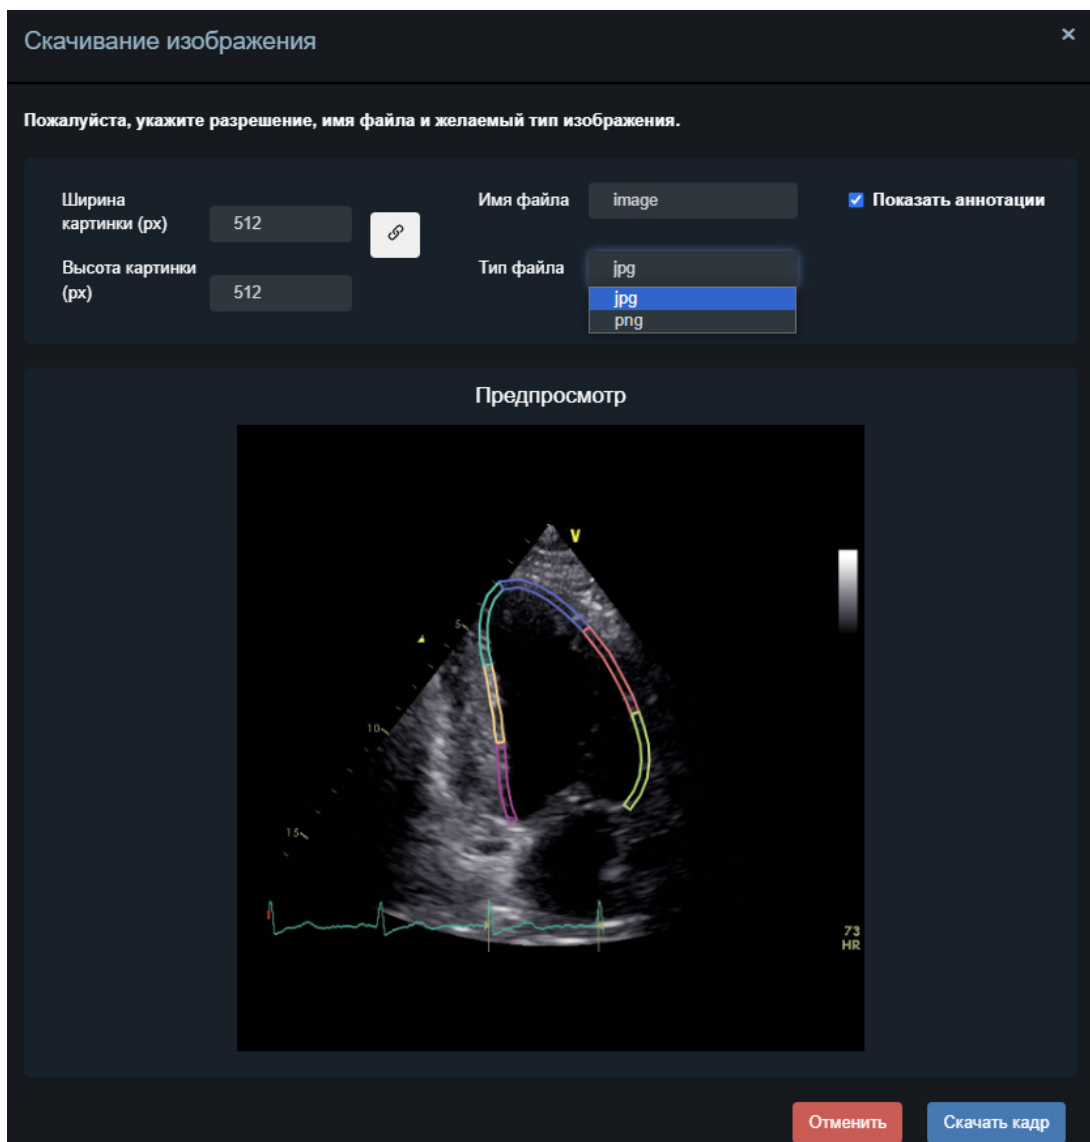 Скачивание изображения
×
Пожалуйста, укажите разрешение, имя файла и желаемый тип изображения.
Ширина картинки (px)
512
Высота картинки (px)
512
Имя файла
image
Тип файла
jpg
jpg
png
Показать аннотации
Предпросмотр
V
5
10
15
73
HR
Отменить
Скачать кадр